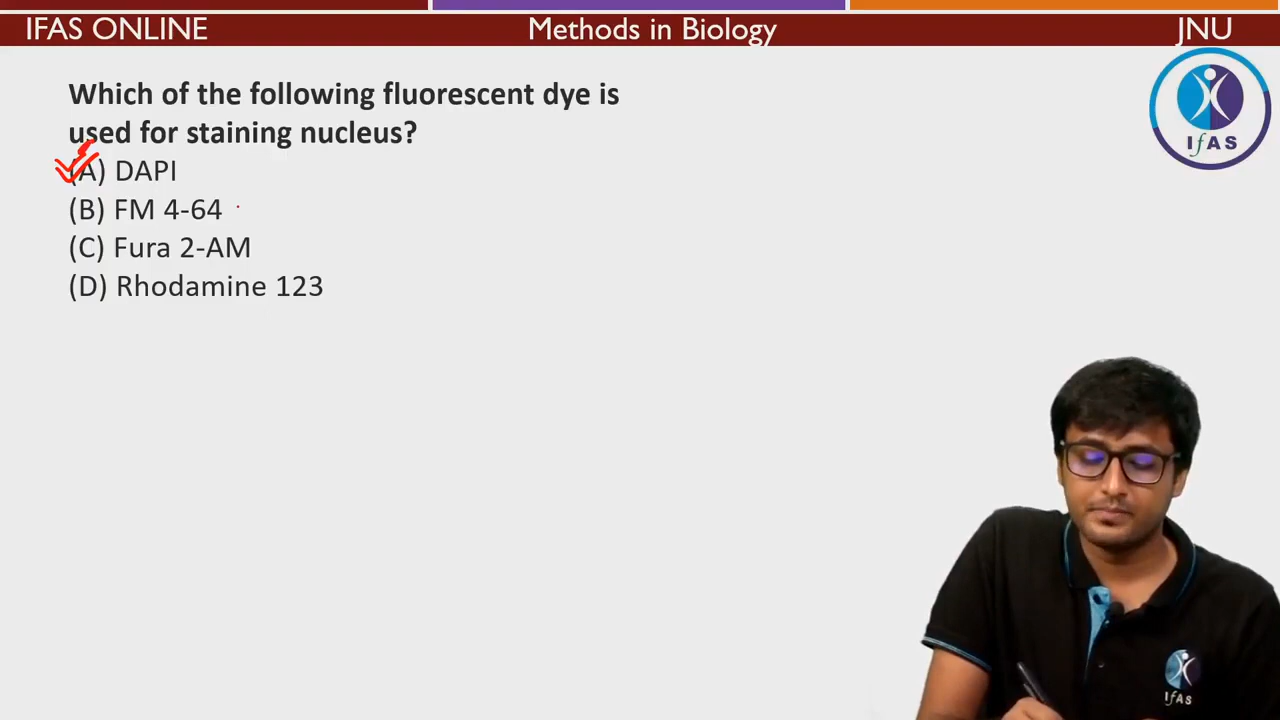 IFAS ONLINE
Methods in Biology
JNU
IfAS
Which of the following fluorescent dye is
used for staining nucleus?
(A) DAPI
(B) FM 4-64
(C) Fura 2-AM
(D) Rhodamine 123
IfAS